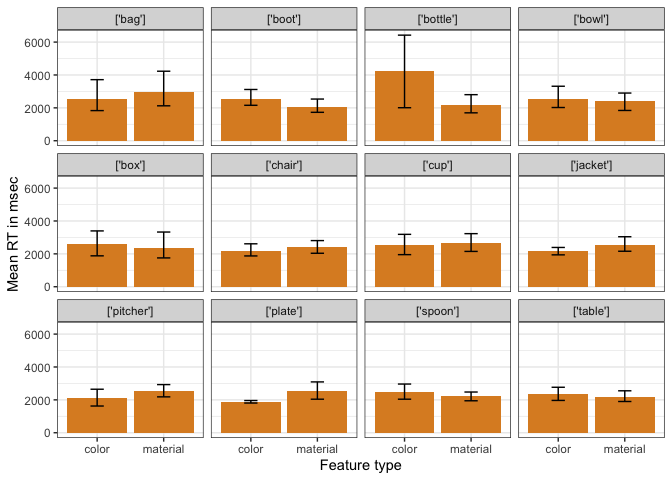 ['bag'] ['boot'] ['bottle'] ['bowl']
6000
4000
2000
0
['box'] ['chair'] ['cup'] ['jacket']
6000
4000
2000
0
['pitcher'] ['plate'] ['spoon'] ['table']
6000
4000
2000
0
color material color material color material color material
Feature type
Mean RT in msec